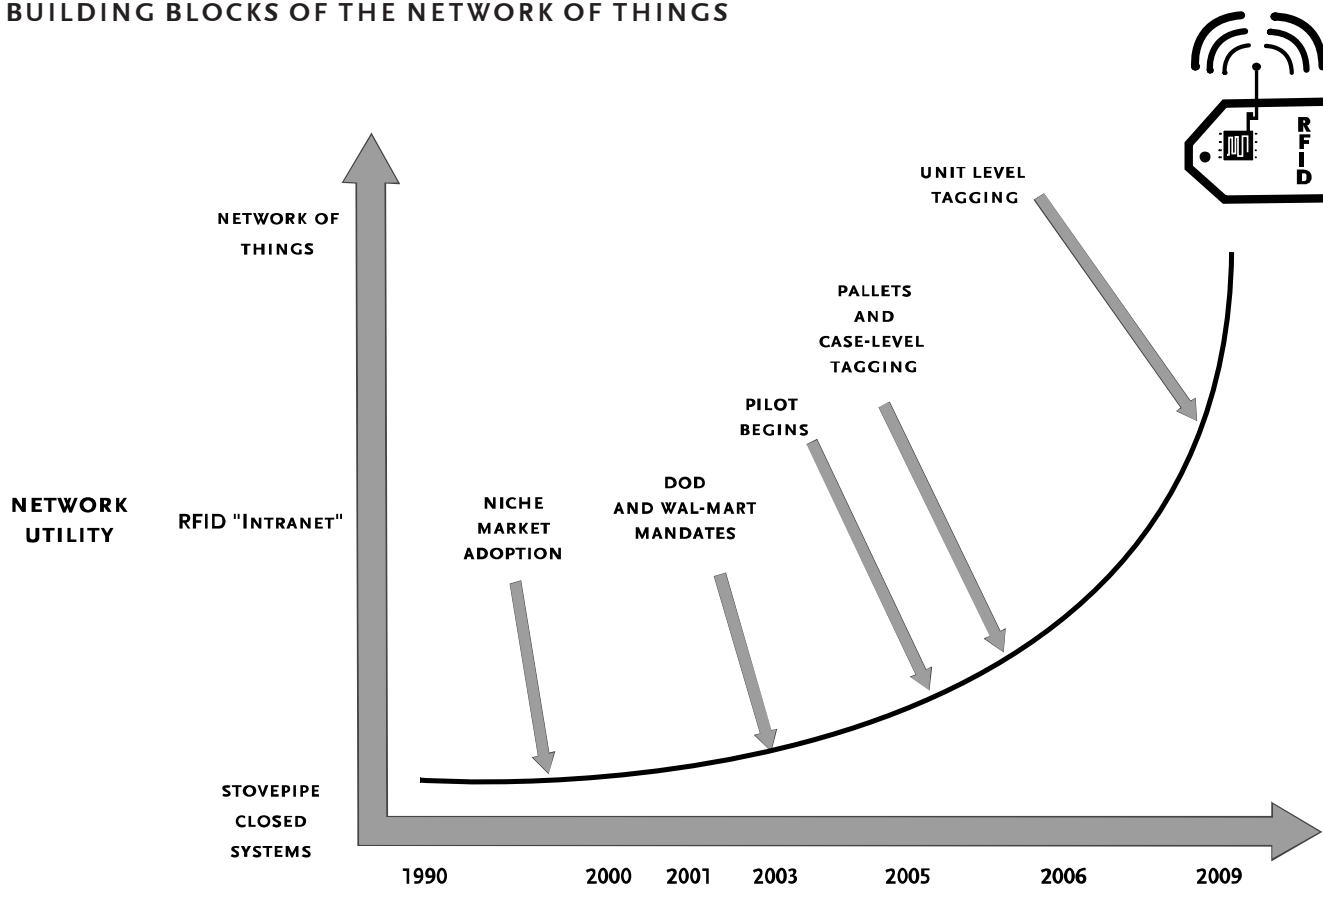 BUILDING BLOCKS OF THE NETWORK OF THINGS
RFID
UNIT LEVEL
TAGGING
NETWORK OF
THINGS
PALLETS
AND
CASE-LEVEL
TAGGING
PILOT
BEGINS
DOD
AND WAL-MART
MANDATES
NICHE
MARKET
ADOPTION
NETWORK
UTILITY
RFID "INTRANET"
STOVEPIPE
CLOSED
SYSTEMS
1990 2000 2001 2003 2005 2006 2009